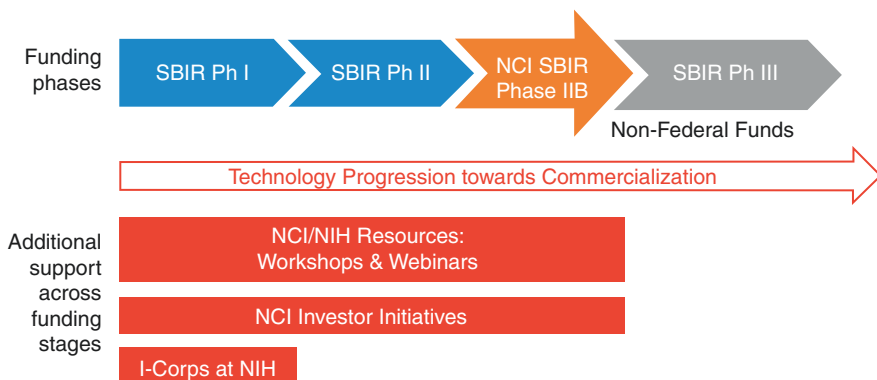 Funding
phases
SBIR Ph I
SBIR Ph II
NCI SBIR
Phase IIB
SBIR Ph III
Non-Federal Funds
Technology Progression towards Commercialization
Additional
support
across
funding
stages
NCI/NIH Resources:
Workshops & Webinars
NCI Investor Initiatives
I-Corps at NIH